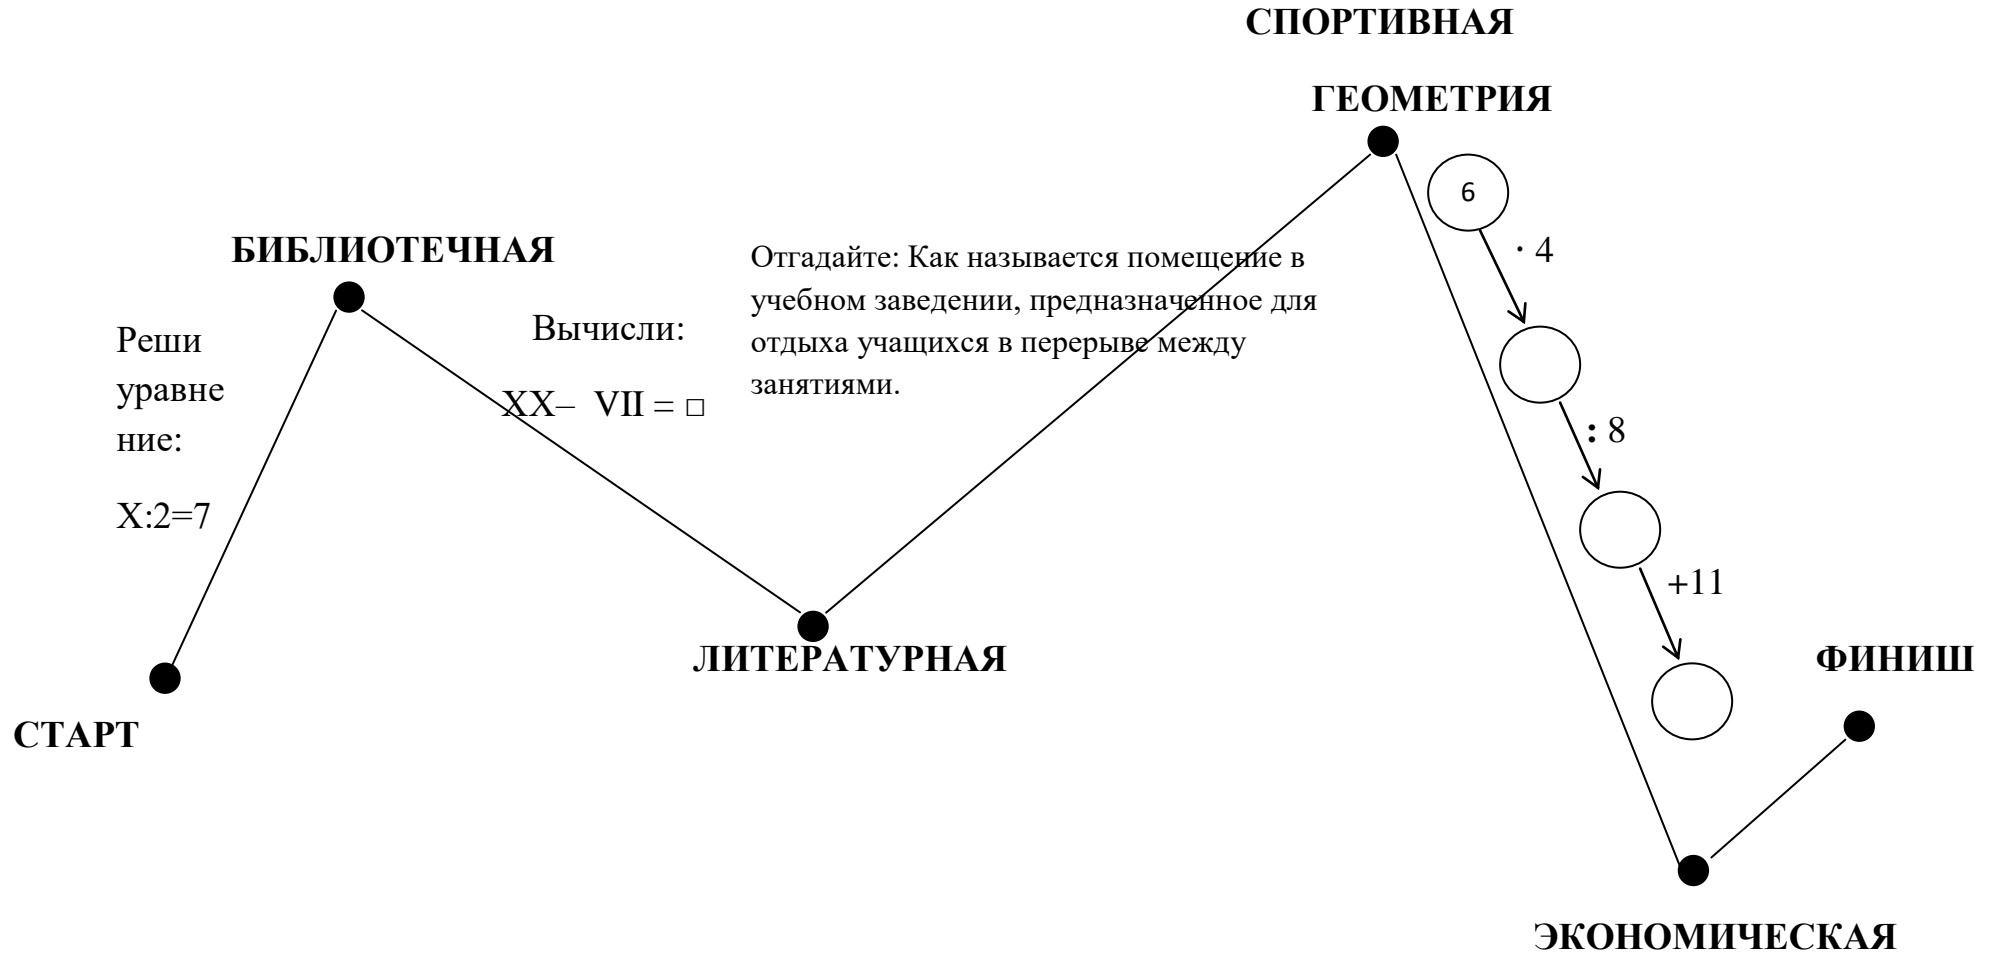 СПОРТИВНАЯ
ГЕОМЕТРИЯ
6
· 4
БИБЛИОТЕЧНАЯ
Реши
уравне
ние:
X:2=7
Вычисли:
XX– VII = □
Отгадайте: Как называется помещение в
учебном заведении, предназначенное для
отдыха учащихся в перерыве между
занятиями.
: 8
+11
ЛИТЕРАТУРНАЯ
ФИНИШ
СТАРТ
ЭКОНОМИЧЕСКАЯ